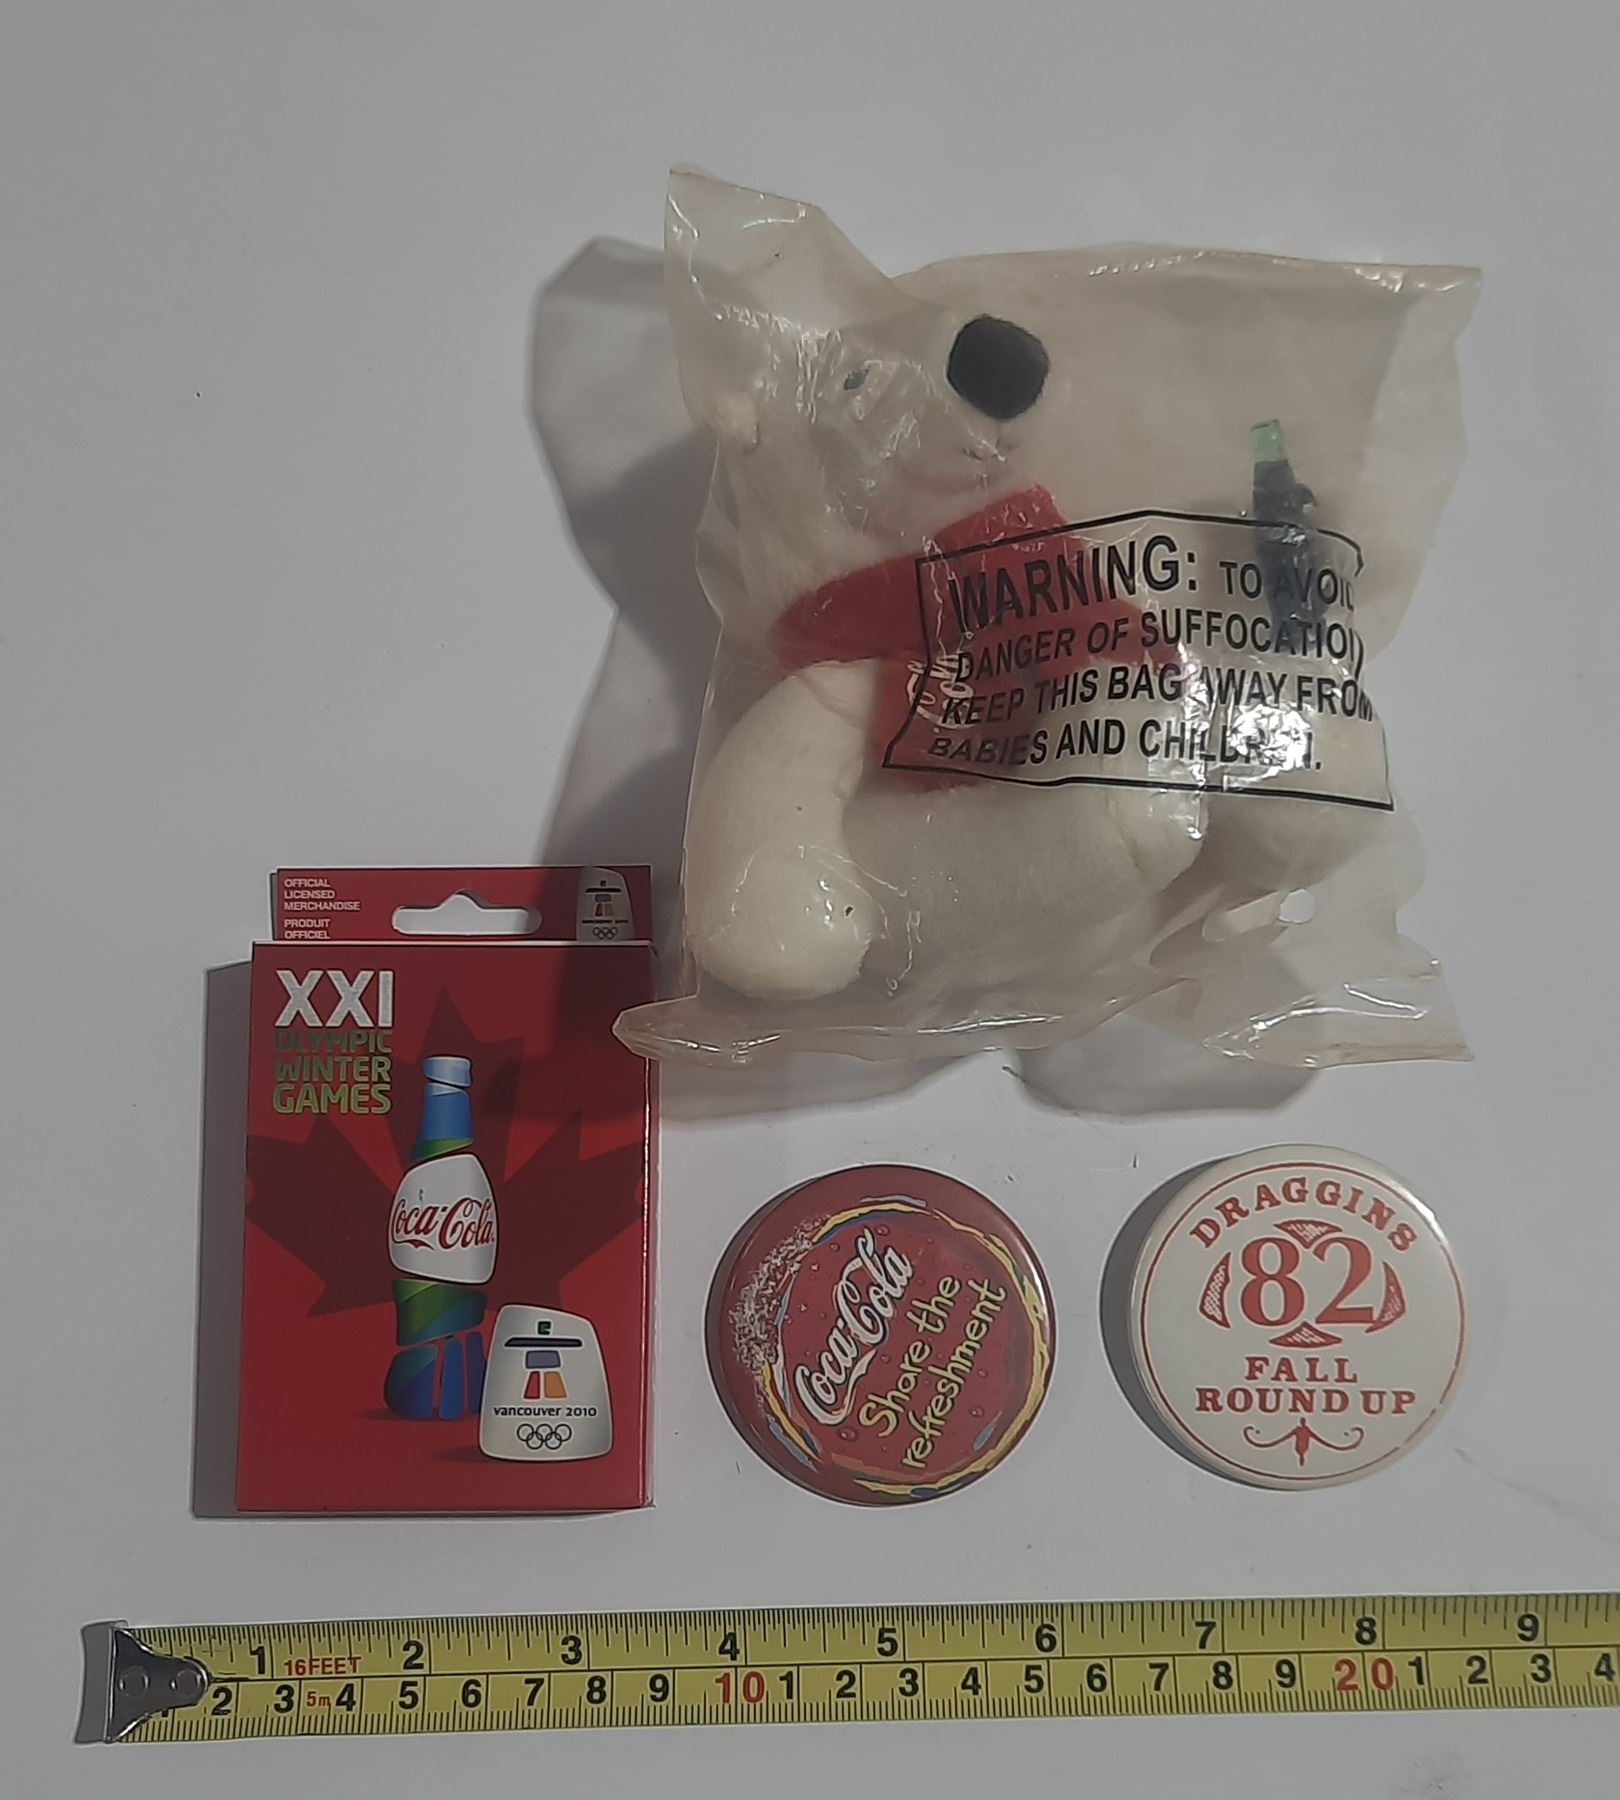 WARNING: TO AVOID
DANGER OF SUFFOCATION
KEEP THIS BAG AWAY FROM
BABIES AND CHILDREN.
OFFICIAL
LICENSED
MERCHANDISE
PRODUIT
OFFICIEL
XXI
OLYMPIC
WINTER
GAMES
Coca-Cola
vancouver 2010
Coca-Cola
Share the
refreshment
DRAGGINS
82
FALL
ROUND UP
1 2 3 4 5 6 7 8 9
16FEET
2 3 5m 4 5 6 7 8 9 10 1 2 3 4 5 6 7 8 9 20 1 2 3 4